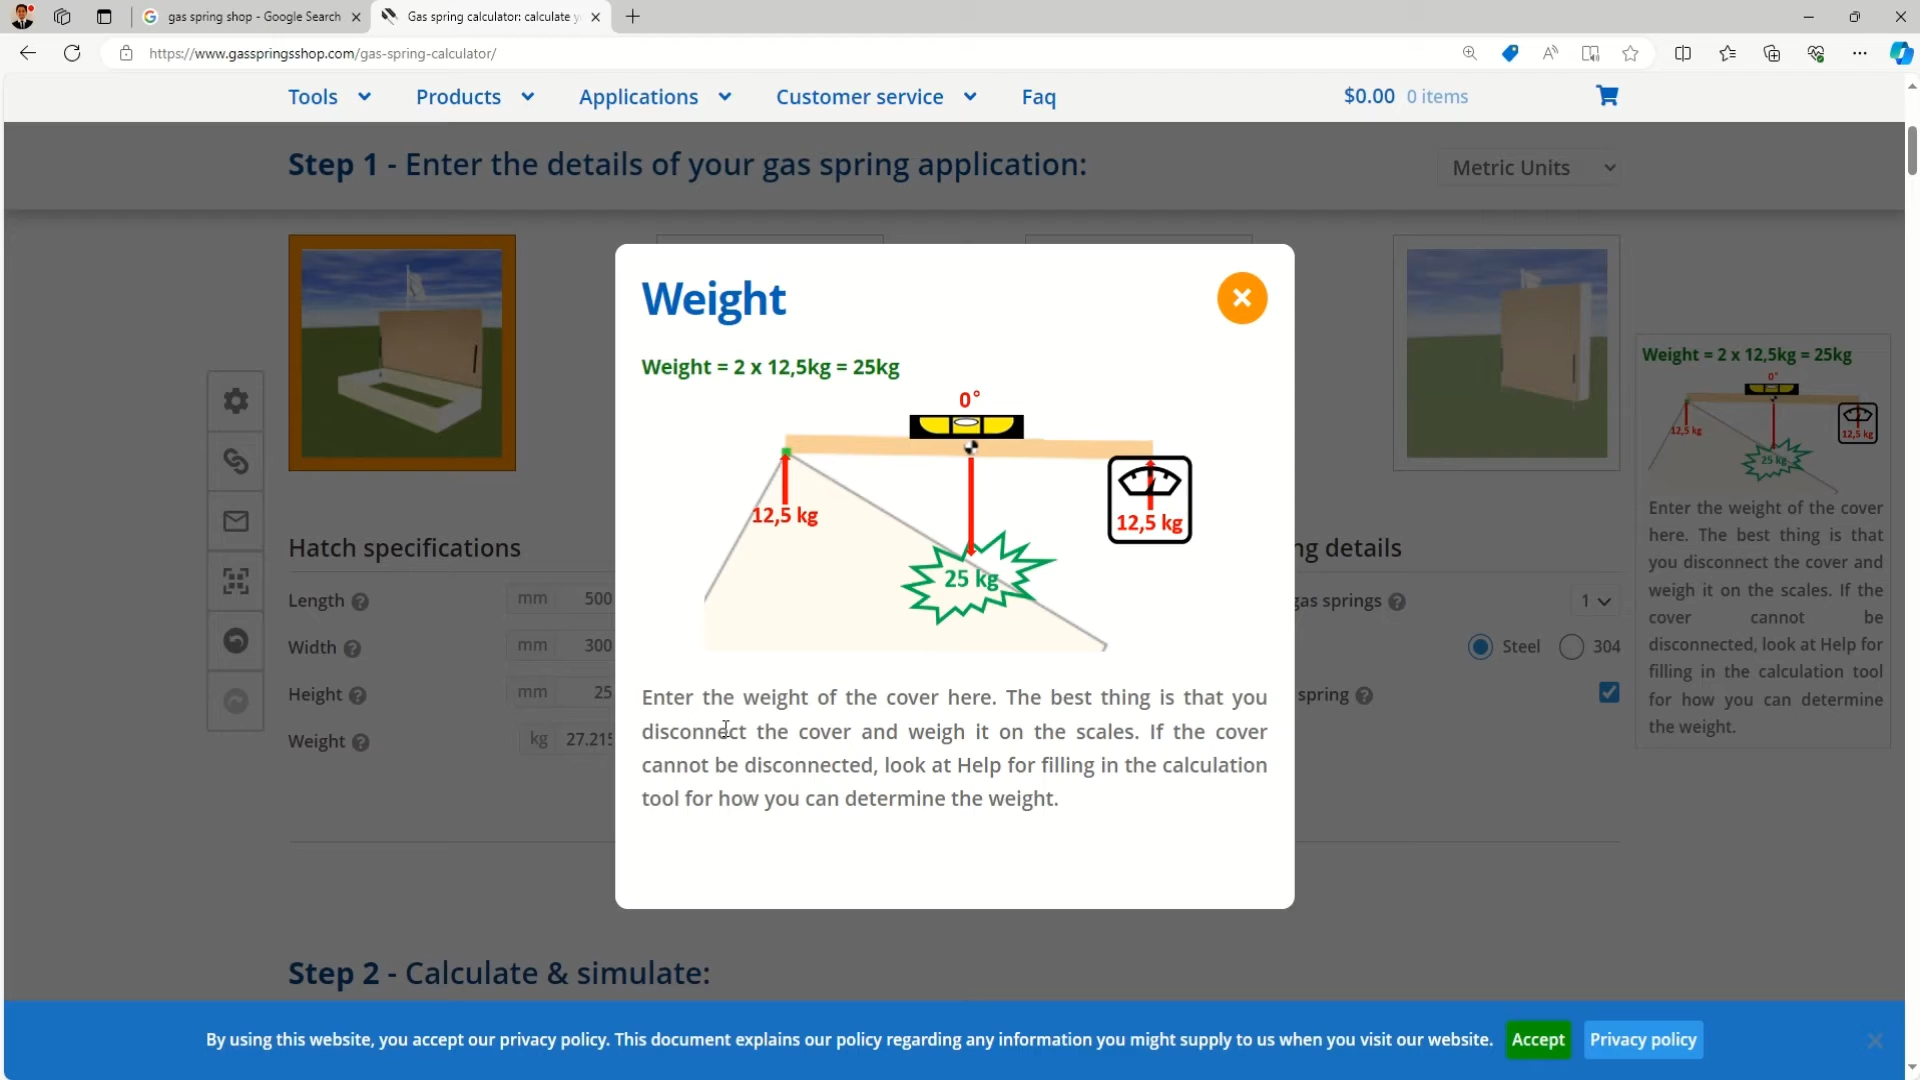 gas spring shop - Google Search
Gas spring calculator: calculate y
https://www.gasspringsshop.com/gas-spring-calculator/
Tools
Products
Applications
Customer service
Faq
$0.00 0 items
Step 1 - Enter the details of your gas spring application:
Metric Units
Weight
Weight = 2 x 12,5kg = 25kg
0°
12,5 kg
12,5 kg
25 kg
Enter the weight of the cover here. The best thing is that you
disconnect the cover and weigh it on the scales. If the cover
cannot be disconnected, look at Help for filling in the calculation
tool for how you can determine the weight.
Hatch specifications
Length ?
mm 500
Width ?
mm 300
Height ?
mm 25
Weight ?
kg 27.215
ng details
gas springs ?
1
Steel
304
spring ?
Weight = 2 x 12,5kg = 25kg
0°
12,5 kg
12,5 kg
25 kg
Enter the weight of the cover
here. The best thing is that
you disconnect the cover and
weigh it on the scales. If the
cover cannot be
disconnected, look at Help for
filling in the calculation tool
for how you can determine
the weight.
Step 2 - Calculate & simulate:
By using this website, you accept our privacy policy. This document explains our policy regarding any information you might supply to us when you visit our website.
Accept
Privacy policy